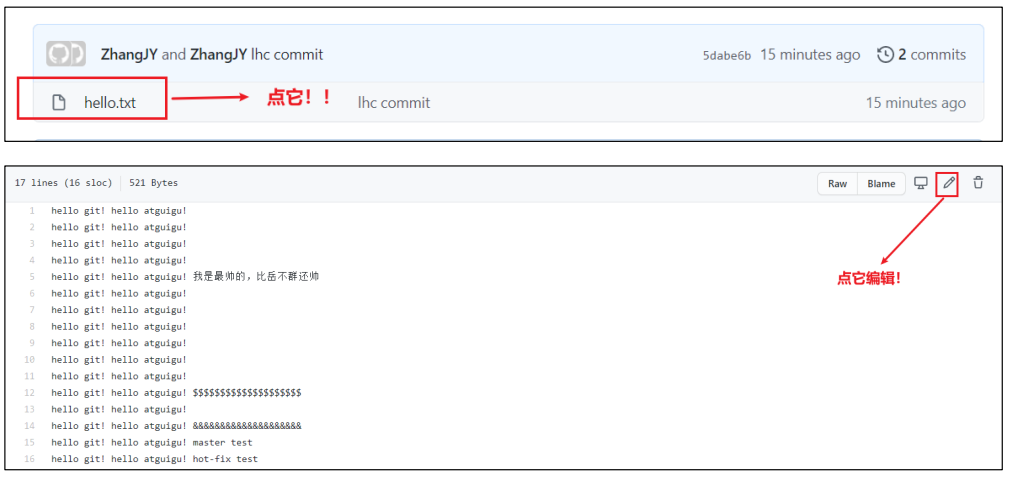 ZhangJY and ZhangJY lhc commit 5dabe6b 15 minutes ago 2 commits
hello.txt 点它！！ lhc commit 15 minutes ago
17 lines (16 sloc) 521 Bytes Raw Blame
点它编辑！
1 hello git! hello atguigu!
2 hello git! hello atguigu!
3 hello git! hello atguigu!
4 hello git! hello atguigu!
5 hello git! hello atguigu! 我是最帅的，比岳不群还帅
6 hello git! hello atguigu!
7 hello git! hello atguigu!
8 hello git! hello atguigu!
9 hello git! hello atguigu!
10 hello git! hello atguigu!
11 hello git! hello atguigu!
12 hello git! hello atguigu! $$$$$$$$$$$$$$$$$$$$
13 hello git! hello atguigu!
14 hello git! hello atguigu! &&&&&&&&&&&&&&&&&&&&
15 hello git! hello atguigu! master test
16 hello git! hello atguigu! hot-fix test